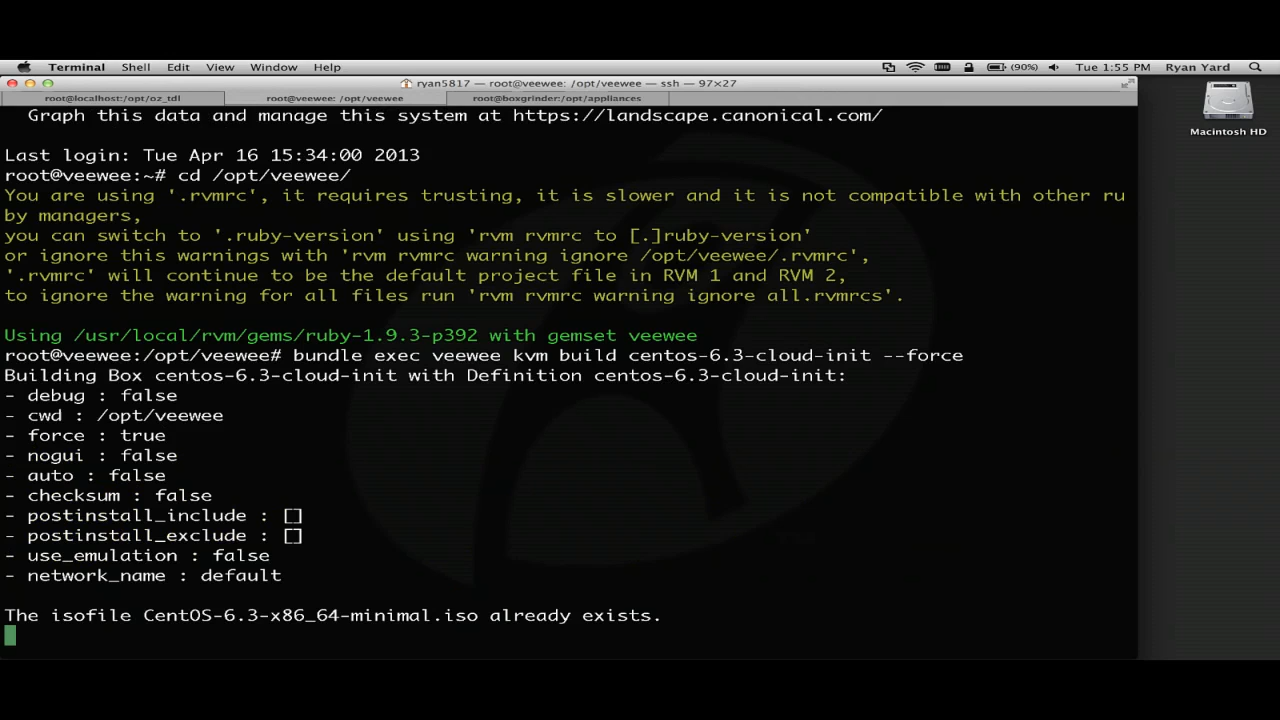 Terminal Shell Edit View Window Help (90%) Tue 1:55 PM Ryan Yard
ryan5817 — root@veewee: /opt/veewee — ssh — 97×27
root@localhost:/opt/oz_tdl root@veewee: /opt/veewee root@boxgrinder:/opt/appliances
Macintosh HD
Graph this data and manage this system at https://landscape.canonical.com/
Last login: Tue Apr 16 15:34:00 2013
root@veewee:~# cd /opt/veewee/
You are using '.rvmrc', it requires trusting, it is slower and it is not compatible with other ru
by managers,
you can switch to '.ruby-version' using 'rvm rvmrc to [.]ruby-version'
or ignore this warnings with 'rvm rvmrc warning ignore /opt/veewee/.rvmrc',
'.rvmrc' will continue to be the default project file in RVM 1 and RVM 2,
to ignore the warning for all files run 'rvm rvmrc warning ignore all.rvmrcs'.
Using /usr/local/rvm/gems/ruby-1.9.3-p392 with gemset veewee
root@veewee:/opt/veewee# bundle exec veewee kvm build centos-6.3-cloud-init --force
Building Box centos-6.3-cloud-init with Definition centos-6.3-cloud-init:
- debug : false
- cwd : /opt/veewee
- force : true
- nogui : false
- auto : false
- checksum : false
- postinstall_include : []
- postinstall_exclude : []
- use_emulation : false
- network_name : default
The isofile CentOS-6.3-x86_64-minimal.iso already exists.